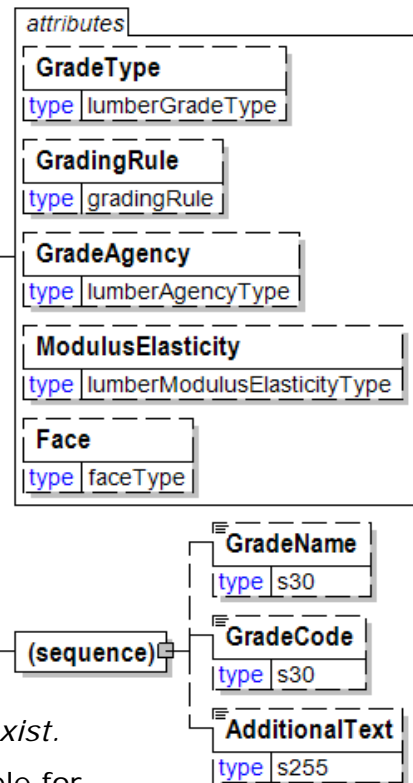 attributes
GradeType
type lumberGradeType
GradingRule
type gradingRule
GradeAgency
type lumberAgencyType
ModulusElasticity
type lumberModulusElasticityType
Face
type faceType
GradeName
type s30
(sequence)
GradeCode
type s30
AdditionalText
type s255
xist.
for